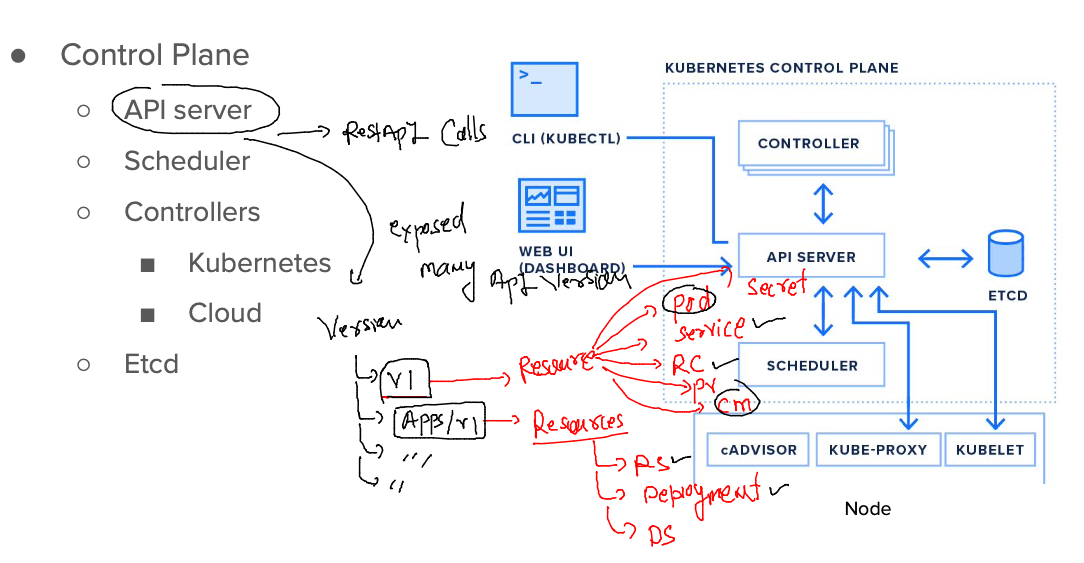 Control Plane
API server
Scheduler
Controllers
Kubernetes
Cloud
Etcd
RestApI Calls
exposed
many ApI Version
Version
v1
Apps/v1
Resource
secret
pod
service
RC
pv
cm
Resources
RS
Deployment
DS
KUBERNETES CONTROL PLANE
>_
CLI (KUBECTL)
WEB UI
(DASHBOARD)
CONTROLLER
API SERVER
ETCD
SCHEDULER
cADVISOR
KUBE-PROXY
KUBELET
Node